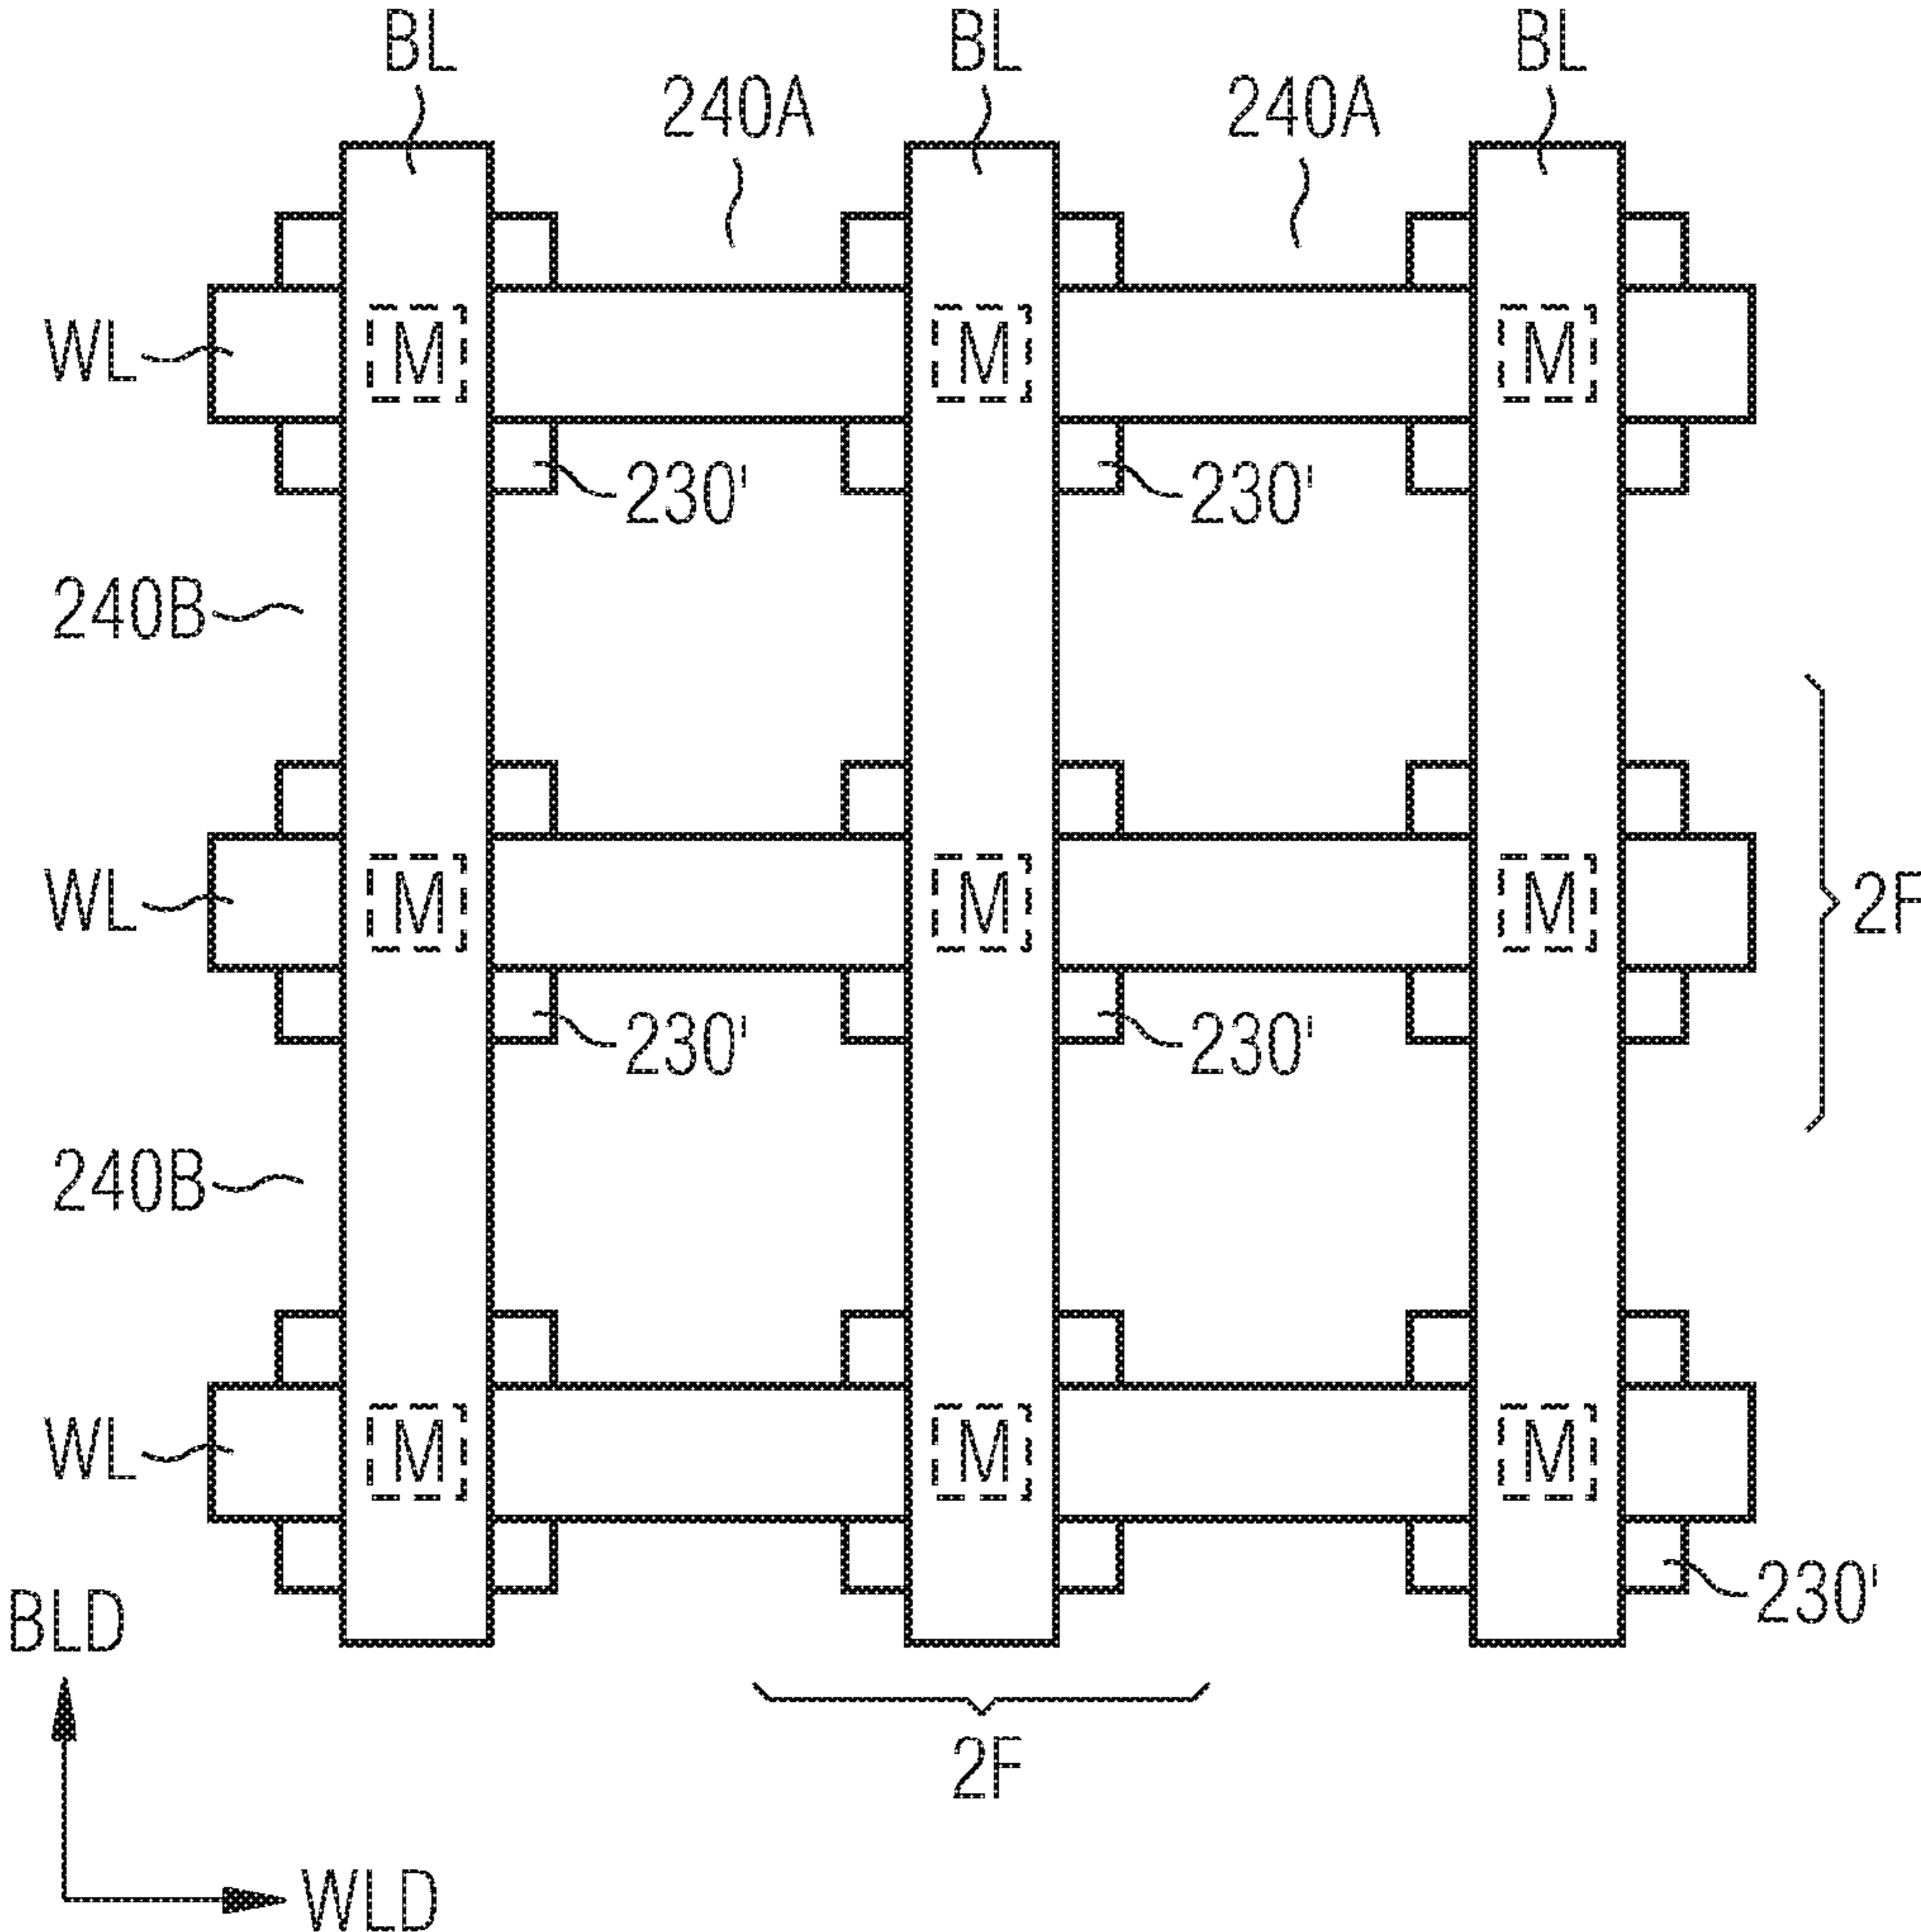 BL BL BL
240A 240A
WL M M M
230' 230'
240B
WL M M M 2F
230' 230'
240B
WL M M M
230'
BLD
2F
WLD